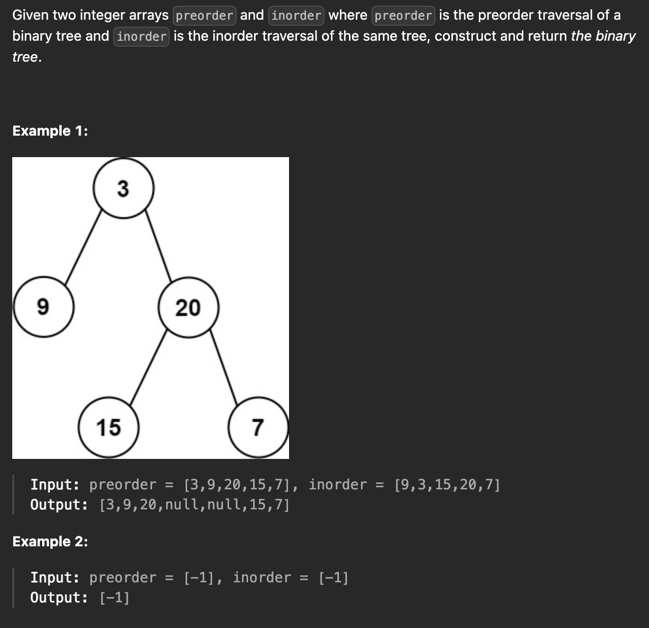 Given two integer arrays preorder and inorder where preorder is the preorder traversal of a
binary tree and inorder is the inorder traversal of the same tree, construct and return the binary
tree.
Example 1:
3
9
20
15
7
Input: preorder = [3,9,20,15,7], inorder = [9,3,15,20,7]
Output: [3,9,20,null,null,15,7]
Example 2:
Input: preorder = [-1], inorder = [-1]
Output: [-1]